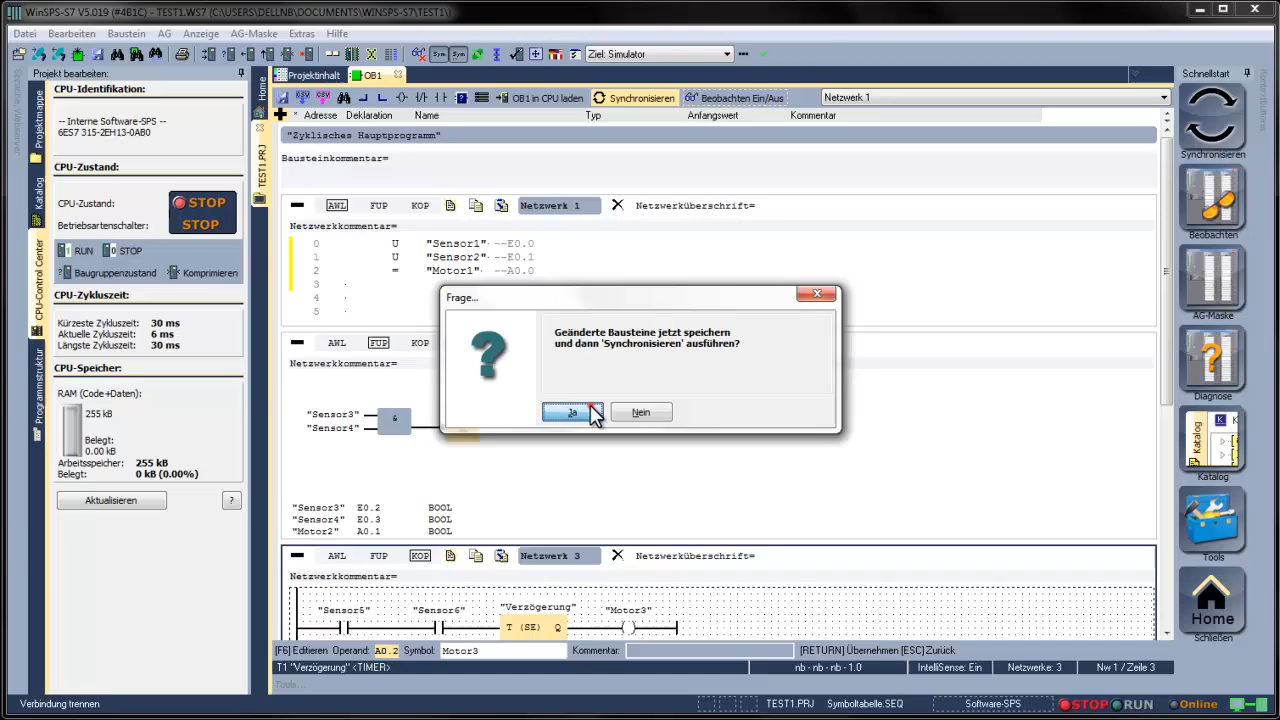 WinSPS-S7 V5.019 (#4B1C) - TEST1.WS7 (C:\USERS\DELLNB\DOCUMENTS\WINSPS-S7\TEST1\)
Datei Bearbeiten Baustein AG Anzeige AG-Maske Extras Hilfe
Ziel: Simulator
Projekt bearbeiten:
Projektinhalt OB1
Schnellstart
CPU-Identifikation:
-- Interne Software-SPS --
6ES7 315-2EH13-0AB0
OB1 in CPU laden Synchronisieren Beobachten Ein/Aus Netzwerk 1
Adresse Deklaration Name Typ Anfangswert Kommentar
"Zyklisches Hauptprogramm"
Bausteinkommentar=
CPU-Zustand:
CPU-Zustand: STOP
Betriebsartenschalter: STOP
RUN STOP
Baugruppenzustand Komprimieren
CPU-Zykluszeit:
Kürzeste Zykluszeit: 30 ms
Aktuelle Zykluszeit: 6 ms
Längste Zykluszeit: 30 ms
CPU-Speicher:
RAM (Code+Daten):
255 kB
Belegt:
0.00 kB
Arbeitsspeicher: 255 kB
Belegt: 0 kB (0.00%)
Aktualisieren ?
Projektmappe
Katalog
CPU-Control Center
Programmstruktur
Home
TEST1.PRJ
AWL FUP KOP Netzwerk 1 Netzwerküberschrift=
Netzwerkkommentar=
0 U "Sensor1" --E0.0
1 U "Sensor2" --E0.1
2 = "Motor1" --A0.0
3
4
5
Frage...
Geänderte Bausteine jetzt speichern
und dann 'Synchronisieren' ausführen?
Ja Nein
AWL FUP KOP
Netzwerkkommentar=
"Sensor3"
&
"Sensor4"
"Sensor3" E0.2 BOOL
"Sensor4" E0.3 BOOL
"Motor2" A0.1 BOOL
AWL FUP KOP Netzwerk 3 Netzwerküberschrift=
Netzwerkkommentar=
"Sensor5" "Sensor6" "Verzögerung" "Motor3"
T (SE) Q
[F6] Editieren Operand: A0.2 Symbol: Motor3 Kommentar: [RETURN] Übernehmen [ESC] Zurück
T1 "Verzögerung" <TIMER> nb - nb - nb - 1.0 IntelliSense: Ein Netzwerke: 3 Nw 1 / Zeile 3
Tools...
Synchronisieren
Beobachten
AG-Maske
Diagnose
Katalog
Katalog
Tools
Home
Schließen
Verbindung trennen TEST1.PRJ Symboltabelle.SEQ Software-SPS STOP RUN Online